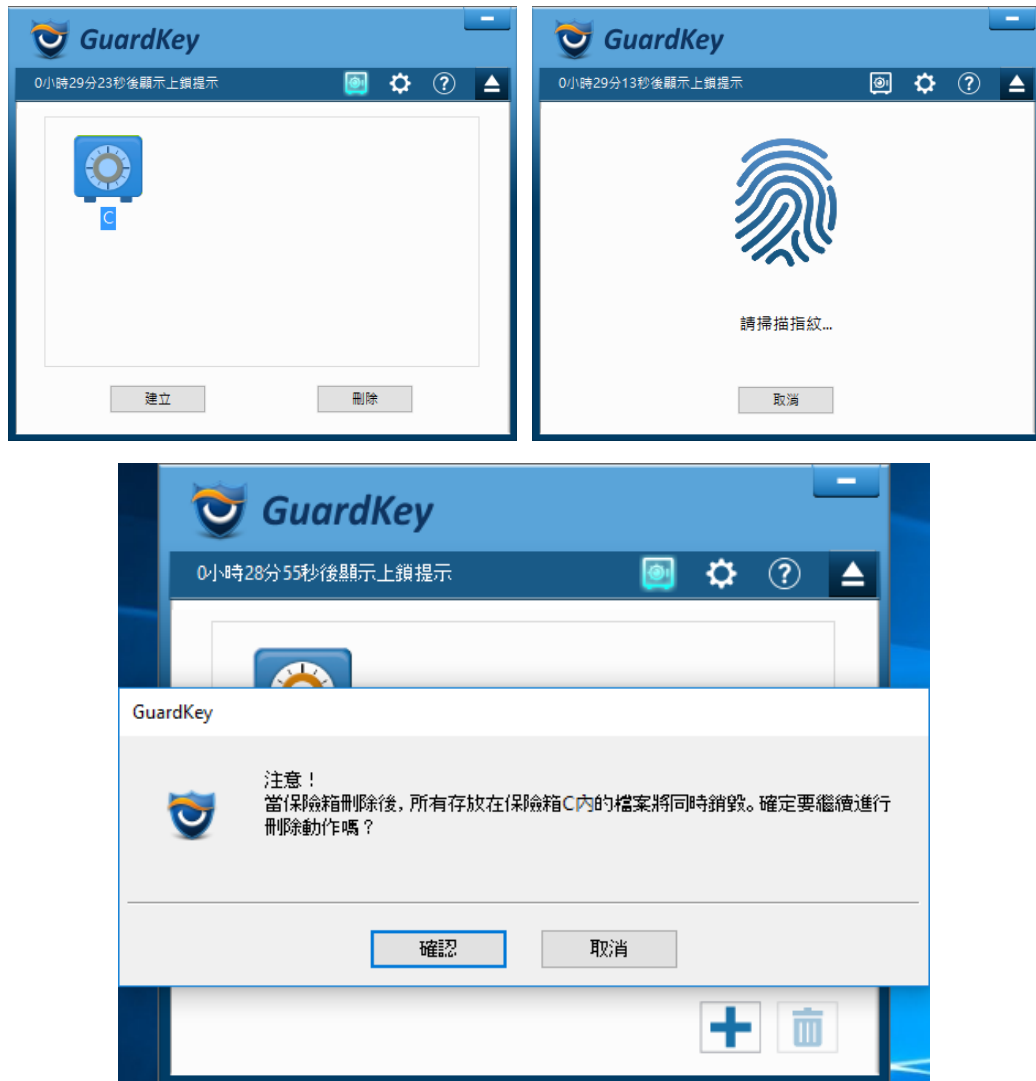 GuardKey
0小時29分23秒後顯示上鎖提示
C
建立
刪除
GuardKey
0小時29分13秒後顯示上鎖提示
請掃描指紋...
取消
GuardKey
0小時28分55秒後顯示上鎖提示
GuardKey
注意！
當保險箱刪除後，所有存放在保險箱C內的檔案將同時銷毀。確定要繼續進行
刪除動作嗎？
確認
取消